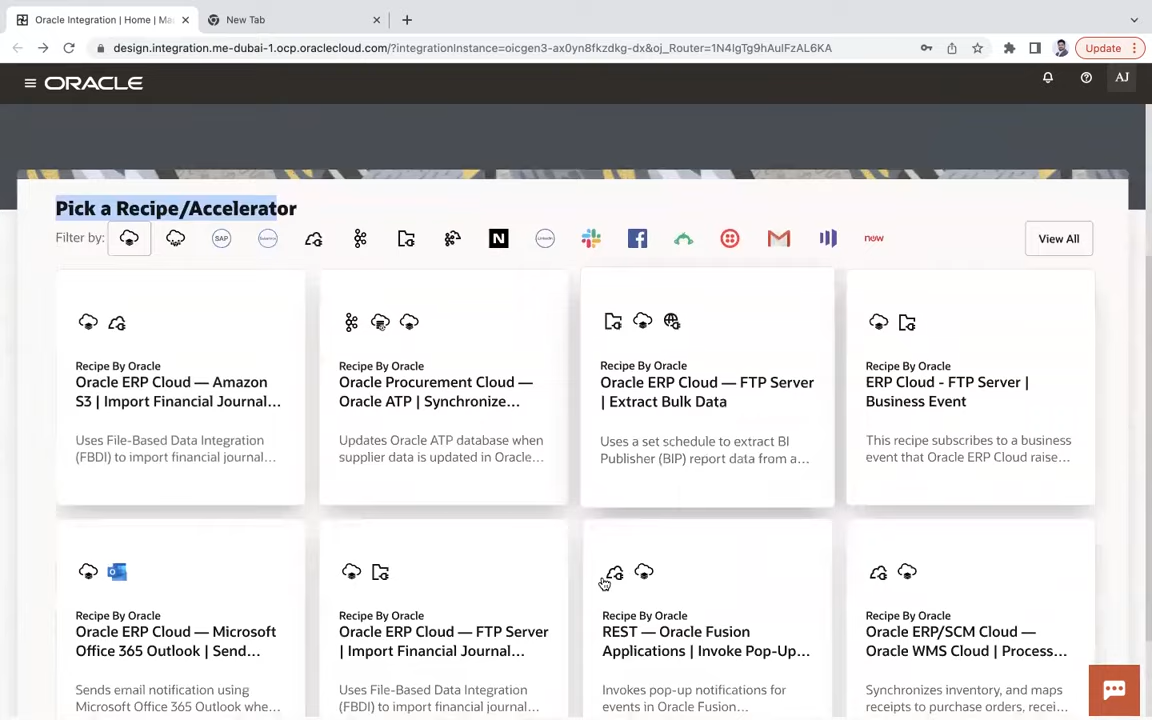 Oracle Integration | Home | Ma
New Tab
design.integration.me-dubai-1.ocp.oraclecloud.com/?integrationInstance=oicgen3-ax0yn8fkzdkg-dx&oj_Router=1N4IgTg9hAuIFzAL6KA
Update
ORACLE
AJ
Pick a Recipe/Accelerator
Filter by:
SAP
N
now
View All
Recipe By Oracle
Oracle ERP Cloud — Amazon
S3 | Import Financial Journal...
Uses File-Based Data Integration
(FBDI) to import financial journal...
Recipe By Oracle
Oracle Procurement Cloud —
Oracle ATP | Synchronize...
Updates Oracle ATP database when
supplier data is updated in Oracle...
Recipe By Oracle
Oracle ERP Cloud — FTP Server
| Extract Bulk Data
Uses a set schedule to extract BI
Publisher (BIP) report data from a...
Recipe By Oracle
ERP Cloud - FTP Server |
Business Event
This recipe subscribes to a business
event that Oracle ERP Cloud raise...
Recipe By Oracle
Oracle ERP Cloud — Microsoft
Office 365 Outlook | Send...
Sends email notification using
Microsoft Office 365 Outlook whe...
Recipe By Oracle
Oracle ERP Cloud — FTP Server
| Import Financial Journal...
Uses File-Based Data Integration
(FBDI) to import financial journal...
Recipe By Oracle
REST — Oracle Fusion
Applications | Invoke Pop-Up...
Invokes pop-up notifications for
events in Oracle Fusion...
Recipe By Oracle
Oracle ERP/SCM Cloud —
Oracle WMS Cloud | Process...
Synchronizes inventory, and maps
receipts to purchase orders, recei...